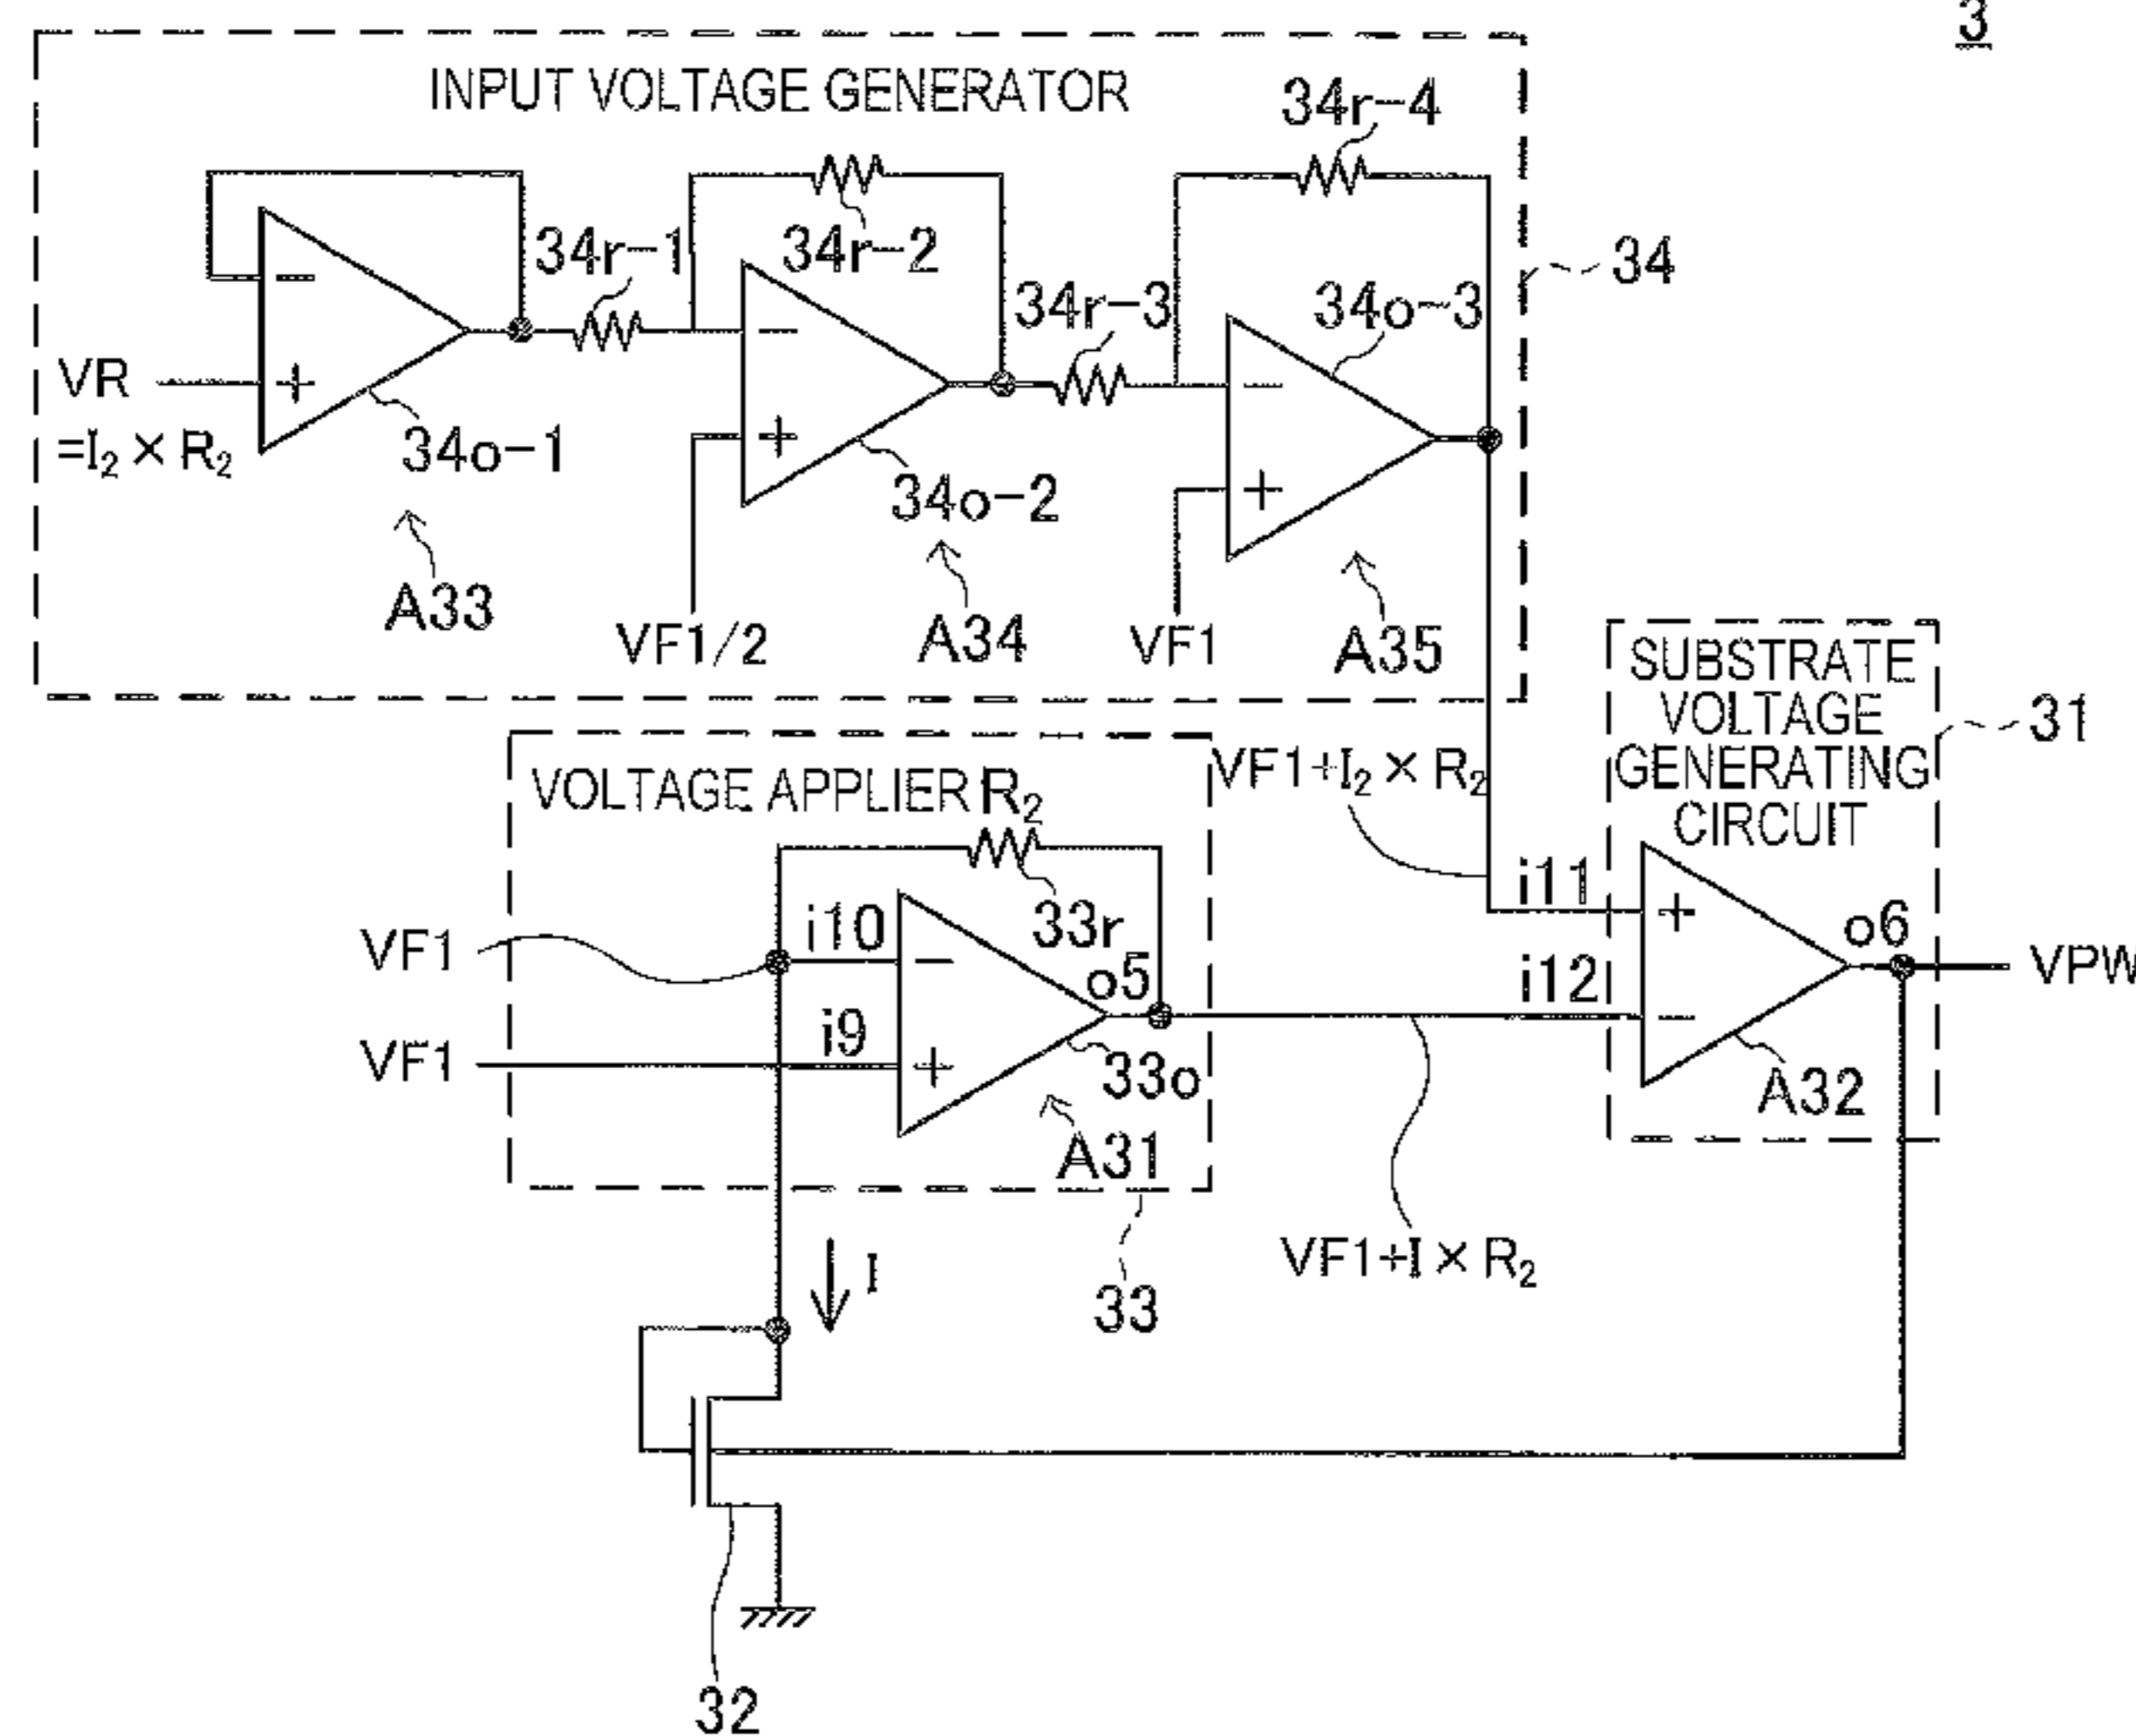 3
INPUT VOLTAGE GENERATOR
34r-4
34r-1
34r-2
34
34r-3
34o-3
VR
=I₂ × R₂
34o-1
34o-2
A33
A34
A35
VF1/2
VF1
SUBSTRATE
VOLTAGE
GENERATING
CIRCUIT
31
VOLTAGE APPLIER R₂
VF1+I₂ × R₂
i11
i10
33r
o6
VF1
o5
i12
VPW
i9
VF1
33o
A32
A31
VF1+I × R₂
I
33
32